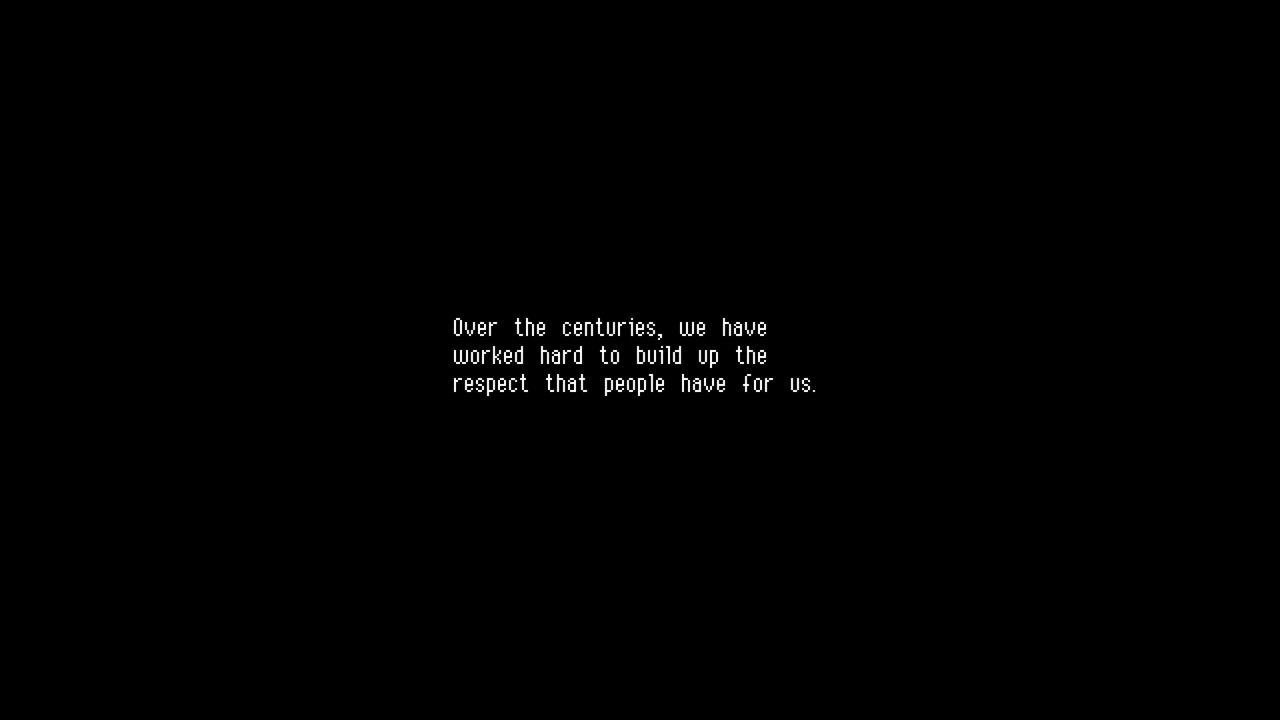 Over the centuries, we have
worked hard to build up the
respect that people have for us.